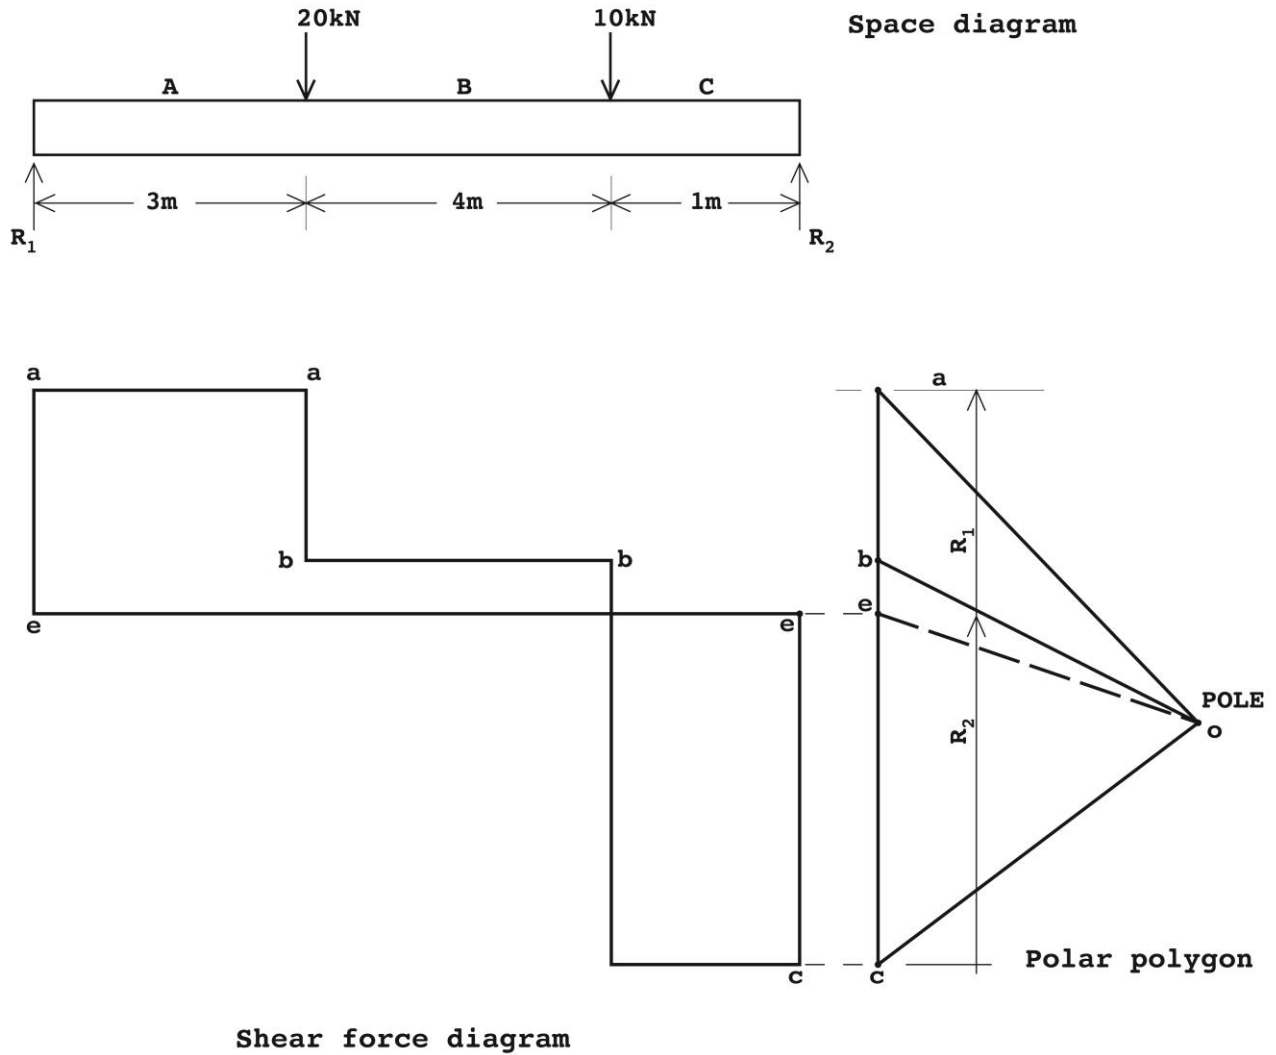 20kN 10kN Space diagram
A B C
3m 4m 1m
R1 R2
a a a
R1
b b b
e e e
POLE
o
R2
c c
Polar polygon
Shear force diagram